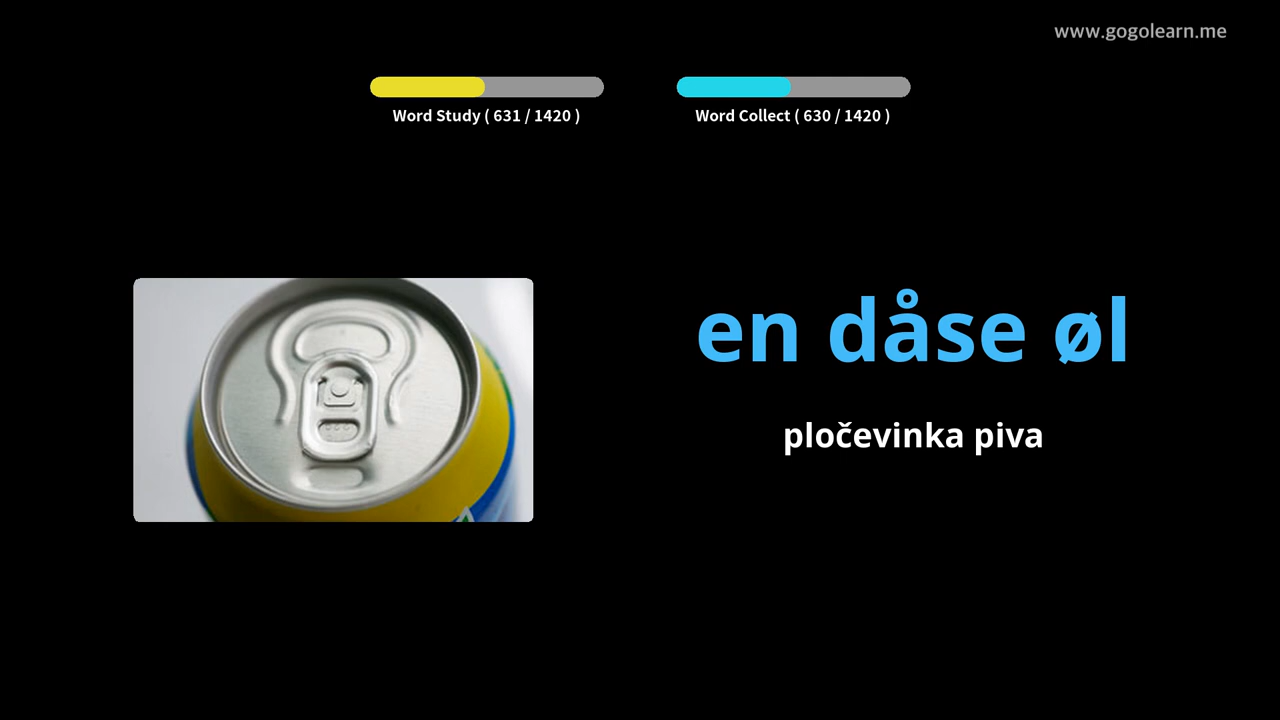 www.gogolearn.me
Word Study ( 631 / 1420 )
Word Collect ( 630 / 1420 )
en dåse øl
pločevinka piva